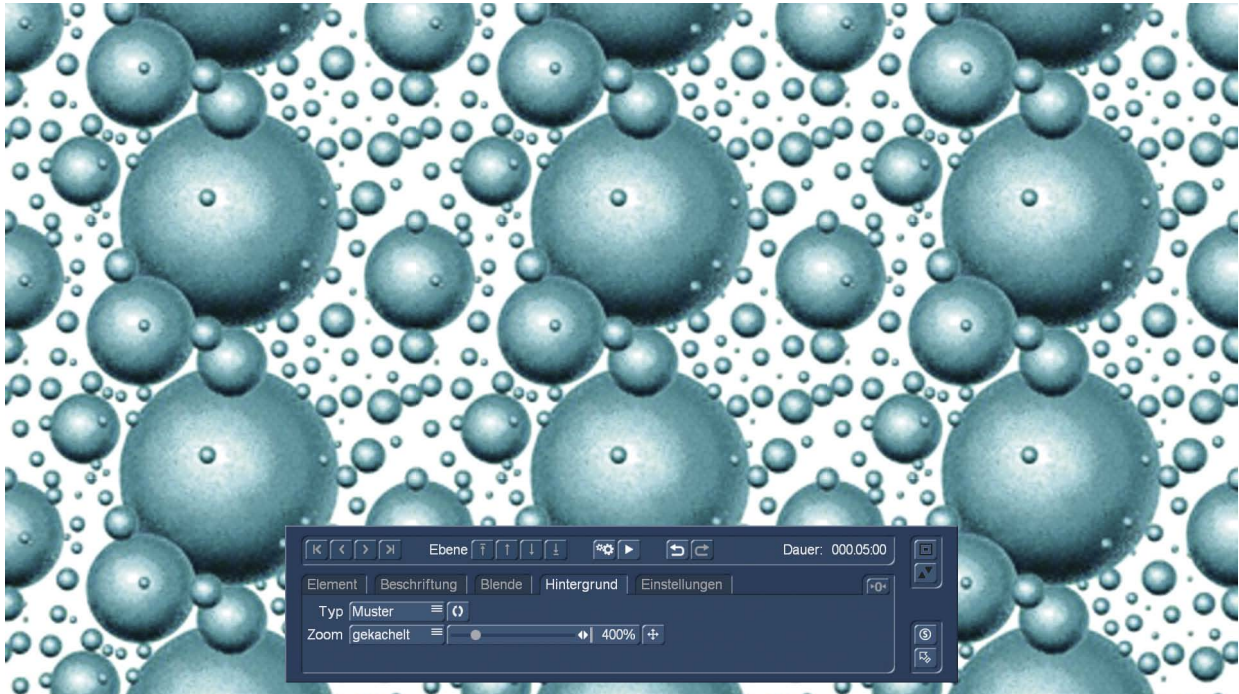 Ebene Dauer: 000.05:00
Element Beschriftung Blende Hintergrund Einstellungen
Typ Muster
Zoom gekachelt 400%